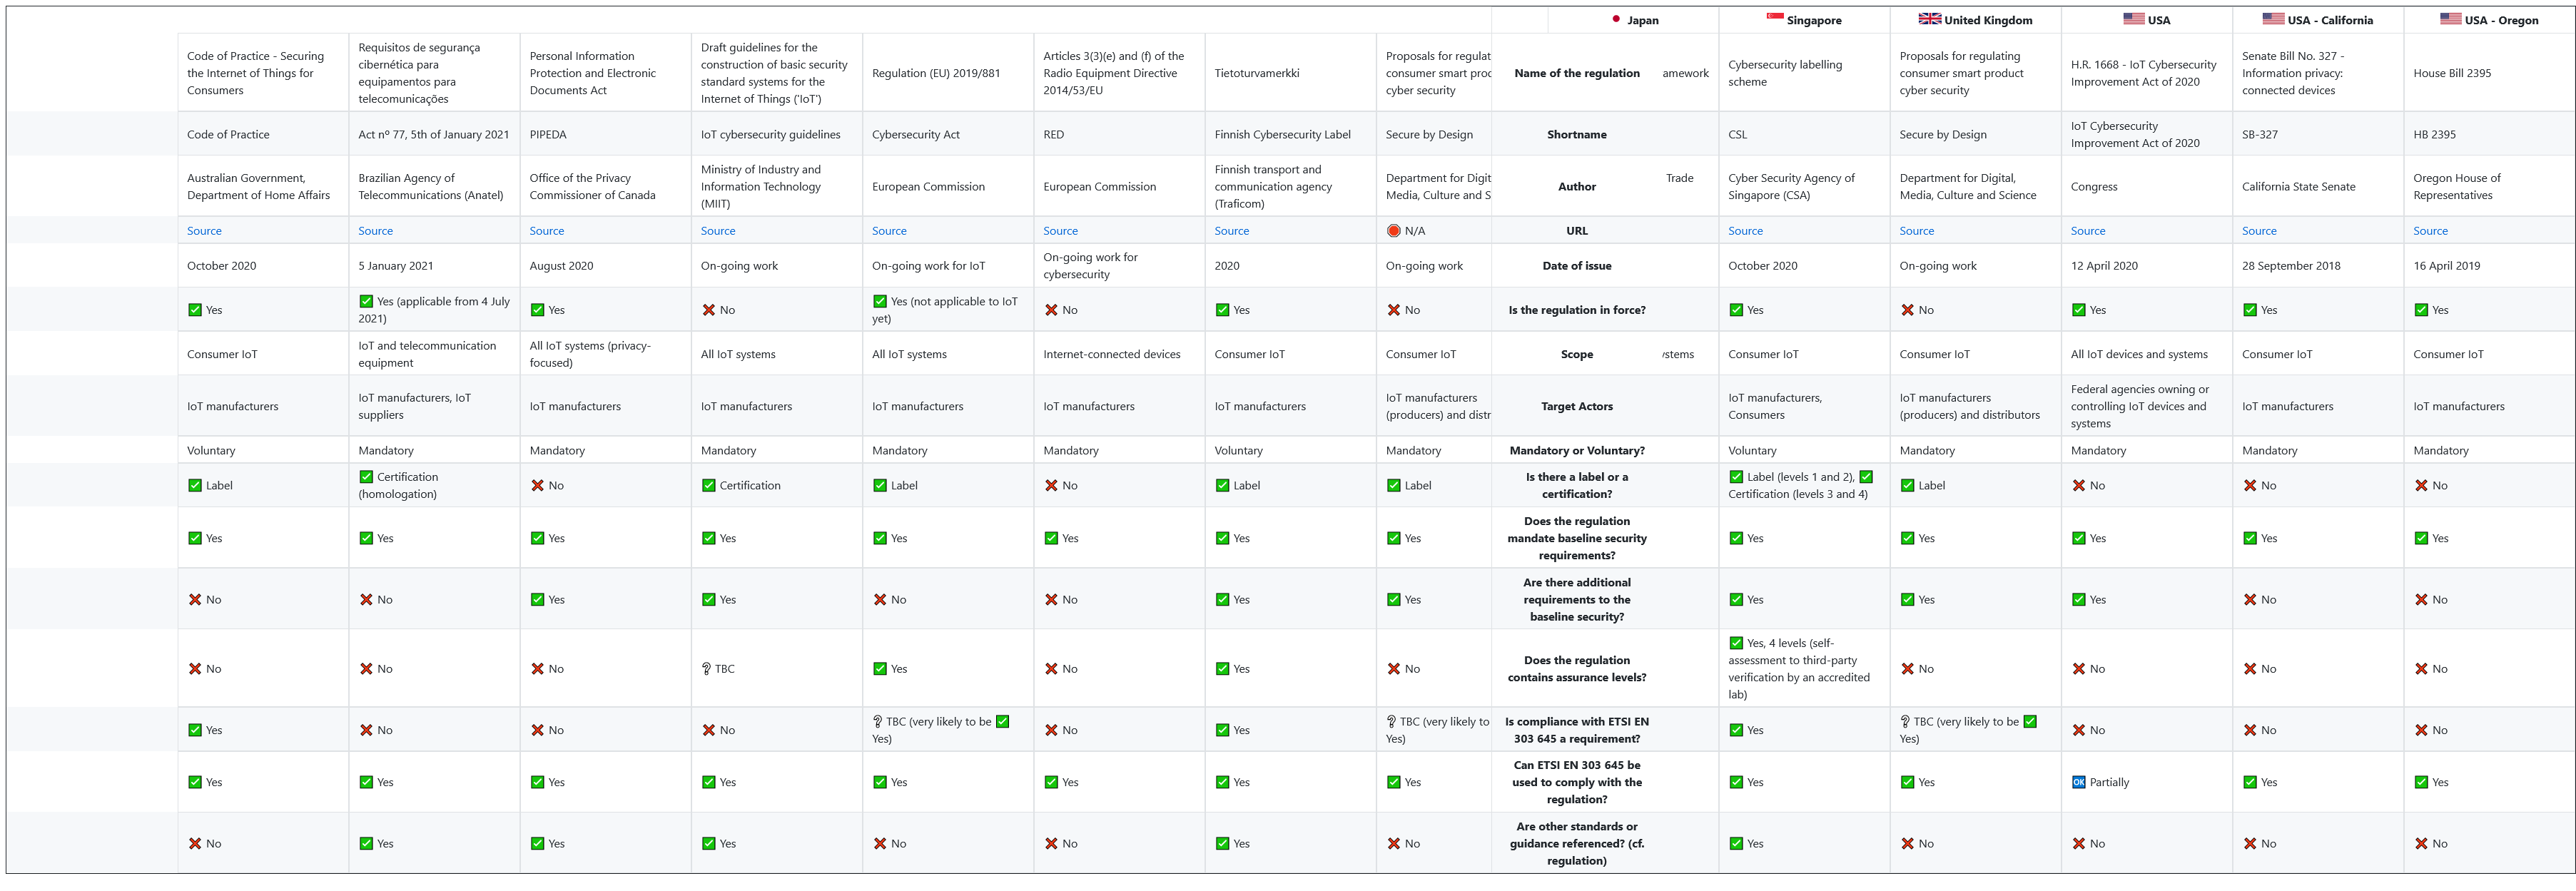 Japan
Singapore
United Kingdom
USA
USA - California
USA - Oregon
Code of Practice - Securing
the Internet of Things for
Consumers
Requisitos de segurança
cibernética para
equipamentos para
telecomunicações
Personal Information
Protection and Electronic
Documents Act
Draft guidelines for the
construction of basic security
standard systems for the
Internet of Things ('IoT')
Regulation (EU) 2019/881
Articles 3(3)(e) and (f) of the
Radio Equipment Directive
2014/53/EU
Tietoturvamerkki
Proposals for regulat
consumer smart prod
cyber security
Name of the regulation
amework
Cybersecurity labelling
scheme
Proposals for regulating
consumer smart product
cyber security
H.R. 1668 - IoT Cybersecurity
Improvement Act of 2020
Senate Bill No. 327 -
Information privacy:
connected devices
House Bill 2395
Code of Practice
Act nº 77, 5th of January 2021
PIPEDA
IoT cybersecurity guidelines
Cybersecurity Act
RED
Finnish Cybersecurity Label
Secure by Design
Shortname
CSL
Secure by Design
IoT Cybersecurity
Improvement Act of 2020
SB-327
HB 2395
Australian Government,
Department of Home Affairs
Brazilian Agency of
Telecommunications (Anatel)
Office of the Privacy
Commissioner of Canada
Ministry of Industry and
Information Technology
(MIIT)
European Commission
European Commission
Finnish transport and
communication agency
(Traficom)
Department for Digit
Media, Culture and S
Author
Trade
Cyber Security Agency of
Singapore (CSA)
Department for Digital,
Media, Culture and Science
Congress
California State Senate
Oregon House of
Representatives
Source
Source
Source
Source
Source
Source
Source
N/A
URL
Source
Source
Source
Source
Source
October 2020
5 January 2021
August 2020
On-going work
On-going work for IoT
On-going work for
cybersecurity
2020
On-going work
Date of issue
October 2020
On-going work
12 April 2020
28 September 2018
16 April 2019
Yes
Yes (applicable from 4 July
2021)
Yes
No
Yes (not applicable to IoT
yet)
No
Yes
No
Is the regulation in force?
Yes
No
Yes
Yes
Yes
Consumer IoT
IoT and telecommunication
equipment
All IoT systems (privacy-
focused)
All IoT systems
All IoT systems
Internet-connected devices
Consumer IoT
Consumer IoT
Scope
stems
Consumer IoT
Consumer IoT
All IoT devices and systems
Consumer IoT
Consumer IoT
IoT manufacturers
IoT manufacturers, IoT
suppliers
IoT manufacturers
IoT manufacturers
IoT manufacturers
IoT manufacturers
IoT manufacturers
IoT manufacturers
(producers) and distr
Target Actors
IoT manufacturers,
Consumers
IoT manufacturers
(producers) and distributors
Federal agencies owning or
controlling IoT devices and
systems
IoT manufacturers
IoT manufacturers
Voluntary
Mandatory
Mandatory
Mandatory
Mandatory
Mandatory
Voluntary
Mandatory
Mandatory or Voluntary?
Voluntary
Mandatory
Mandatory
Mandatory
Mandatory
Label
Certification
(homologation)
No
Certification
Label
No
Label
Label
Is there a label or a
certification?
Label (levels 1 and 2),
Certification (levels 3 and 4)
Label
No
No
No
Yes
Yes
Yes
Yes
Yes
Yes
Yes
Yes
Does the regulation
mandate baseline security
requirements?
Yes
Yes
Yes
Yes
Yes
No
No
Yes
Yes
No
No
Yes
Yes
Are there additional
requirements to the
baseline security?
Yes
Yes
Yes
No
No
No
No
No
? TBC
Yes
No
Yes
No
Does the regulation
contains assurance levels?
Yes, 4 levels (self-
assessment to third-party
verification by an accredited
lab)
No
No
No
No
Yes
No
No
No
? TBC (very likely to be
Yes)
No
Yes
? TBC (very likely to
Yes)
Is compliance with ETSI EN
303 645 a requirement?
Yes
? TBC (very likely to be
Yes)
No
No
No
Yes
Yes
Yes
Yes
Yes
Yes
Yes
Yes
Can ETSI EN 303 645 be
used to comply with the
regulation?
Yes
Yes
OK Partially
Yes
Yes
No
Yes
Yes
Yes
No
No
Yes
No
Are other standards or
guidance referenced? (cf.
regulation)
Yes
No
No
No
No